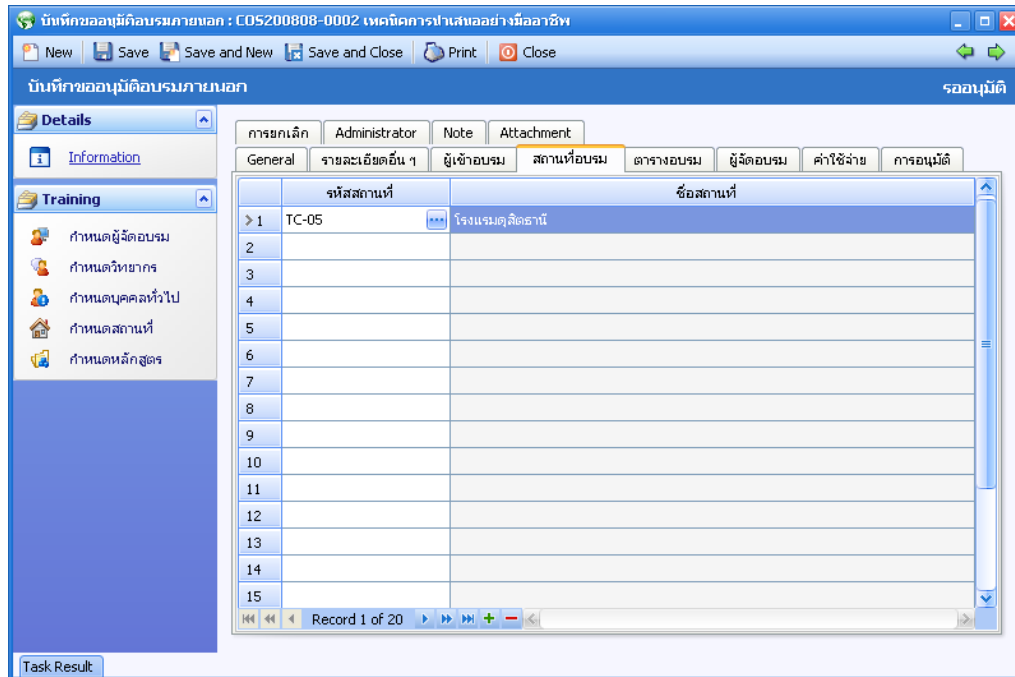 บันทึกขออนุมัติอบรมภายนอก : COS200808-0002 เทคนิคการนำเสนออย่างมืออาชีพ
New Save Save and New Save and Close Print Close
บันทึกขออนุมัติอบรมภายนอก รออนุมัติ
Details
Information
Training
กำหนดผู้จัดอบรม
กำหนดวิทยากร
กำหนดบุคคลทั่วไป
กำหนดสถานที่
กำหนดหลักสูตร
การยกเลิก Administrator Note Attachment
General รายละเอียดอื่น ๆ ผู้เข้าอบรม สถานที่อบรม ตารางอบรม ผู้จัดอบรม ค่าใช้จ่าย การอนุมัติ
รหัสสถานที่ ชื่อสถานที่
1 TC-05 โรงแรมดุสิตธานี
2
3
4
5
6
7
8
9
10
11
12
13
14
15
Record 1 of 20
Task Result